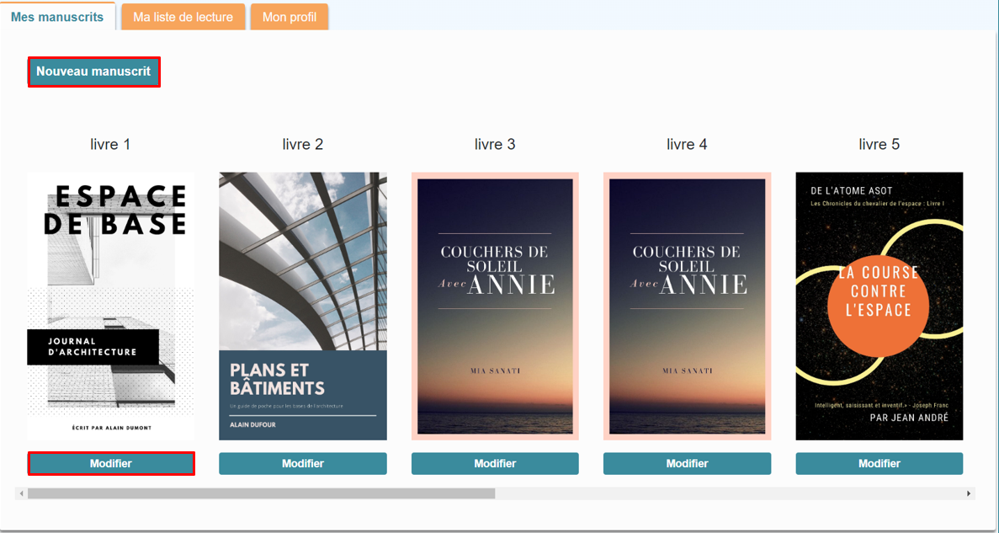 Mes manuscrits
Ma liste de lecture
Mon profil
Nouveau manuscrit
livre 1
livre 2
livre 3
livre 4
livre 5
ESPACE
DE BASE
JOURNAL
D'ARCHITECTURE
ÉCRIT PAR ALAIN DUMONT
PLANS ET
BÂTIMENTS
Un guide de poche pour les bases de l'architecture
ALAIN DUFOUR
COUCHERS DE
SOLEIL
Avec ANNIE
MIA SANATI
COUCHERS DE
SOLEIL
Avec ANNIE
MIA SANATI
DE L'ATOME ASOT
Les Chronicles du chevalier de l'espace : Livre I
LA COURSE
CONTRE
L'ESPACE
Intelligent, saisissant et inventif.» - Joseph Franc
PAR JEAN ANDRÉ
Modifier
Modifier
Modifier
Modifier
Modifier